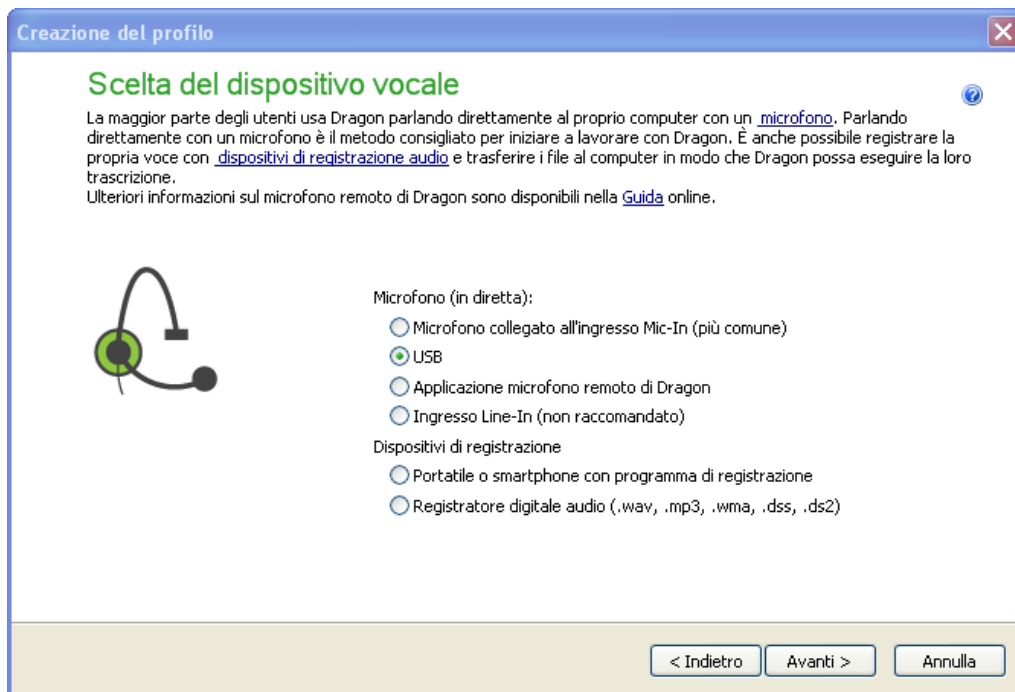 Creazione del profilo
Scelta del dispositivo vocale
La maggior parte degli utenti usa Dragon parlando direttamente al proprio computer con un microfono. Parlando
direttamente con un microfono è il metodo consigliato per iniziare a lavorare con Dragon. È anche possibile registrare la
propria voce con dispositivi di registrazione audio e trasferire i file al computer in modo che Dragon possa eseguire la loro
trascrizione.
Ulteriori informazioni sul microfono remoto di Dragon sono disponibili nella Guida online.
Microfono (in diretta):
Microfono collegato all'ingresso Mic-In (più comune)
USB
Applicazione microfono remoto di Dragon
Ingresso Line-In (non raccomandato)
Dispositivi di registrazione
Portatile o smartphone con programma di registrazione
Registratore digitale audio (.wav, .mp3, .wma, .dss, .ds2)
< Indietro Avanti > Annulla